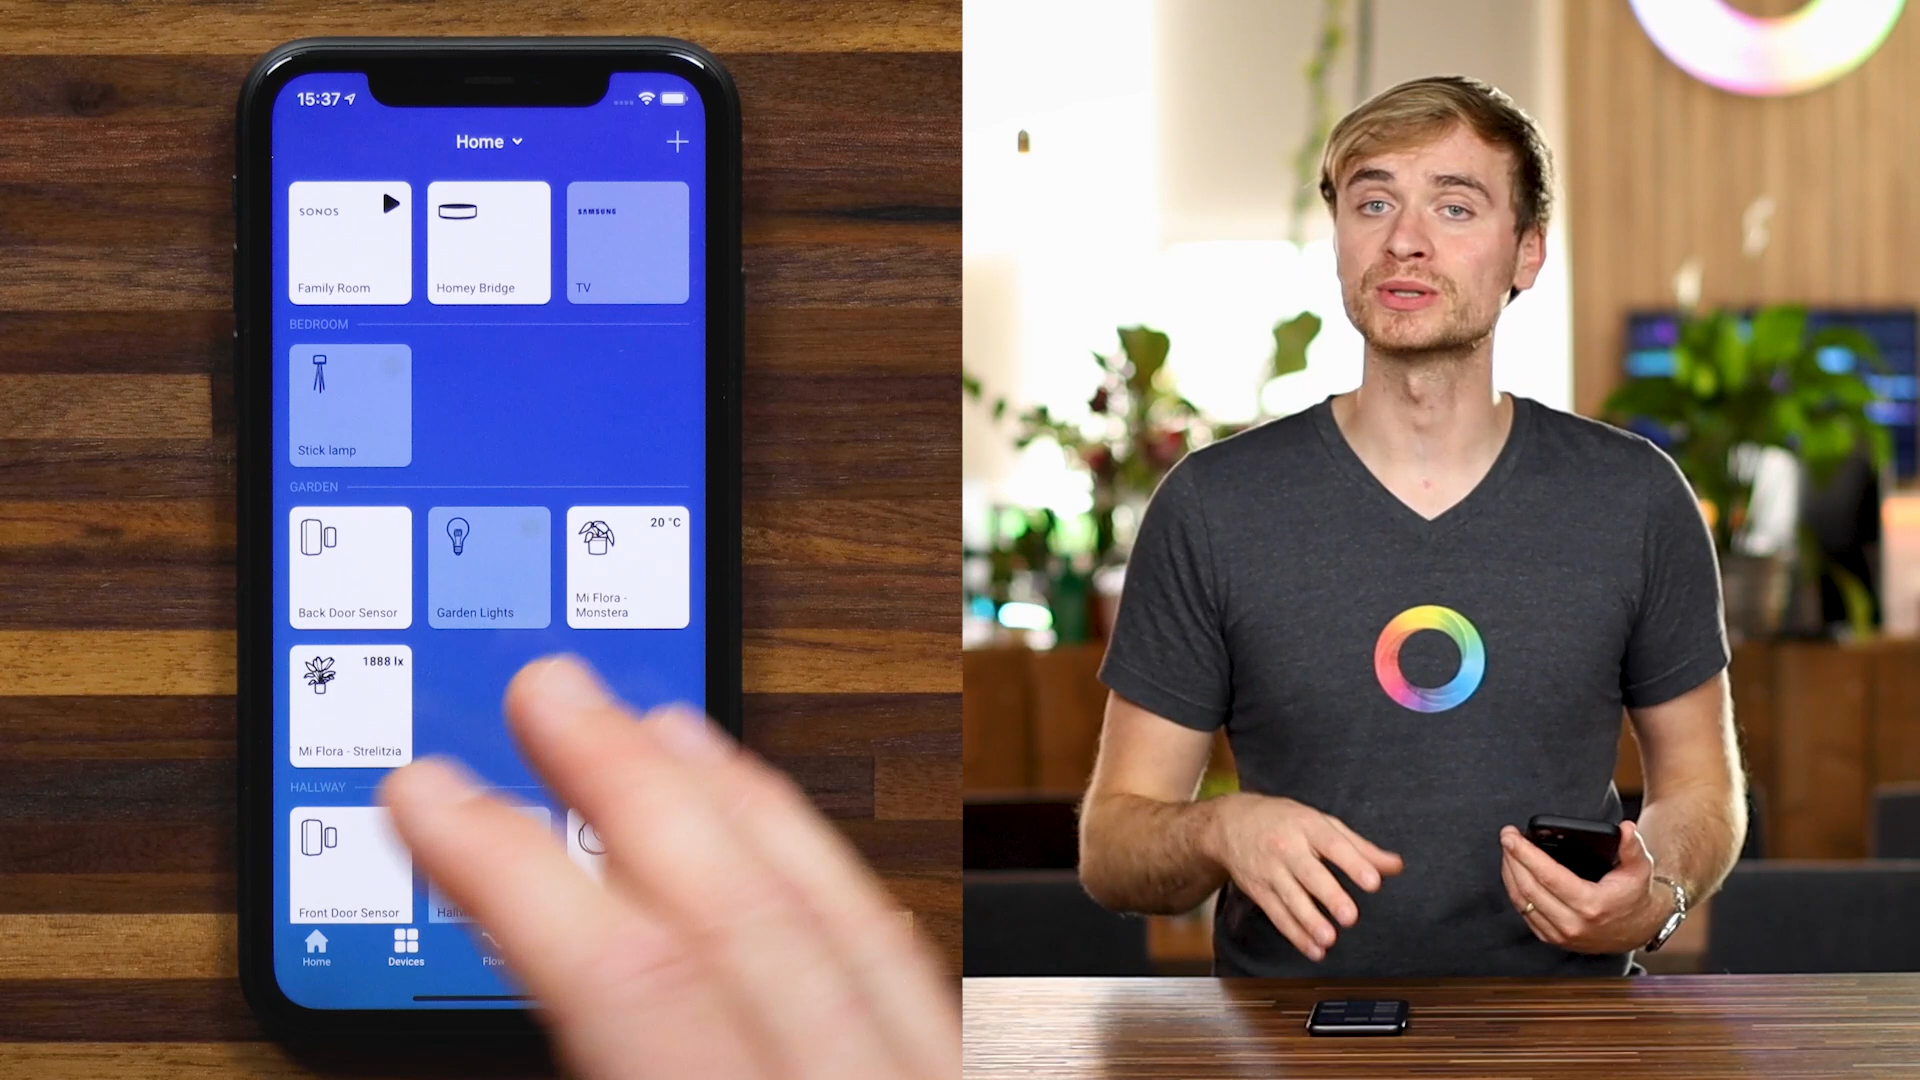 15:37
Home
SONOS
Family Room
Homey Bridge
SAMSUNG
TV
BEDROOM
Stick lamp
GARDEN
Back Door Sensor
Garden Lights
20 °C
Mi Flora -
Monstera
1888 lx
Mi Flora - Strelitzia
HALLWAY
Front Door Sensor
Home
Devices
Flow